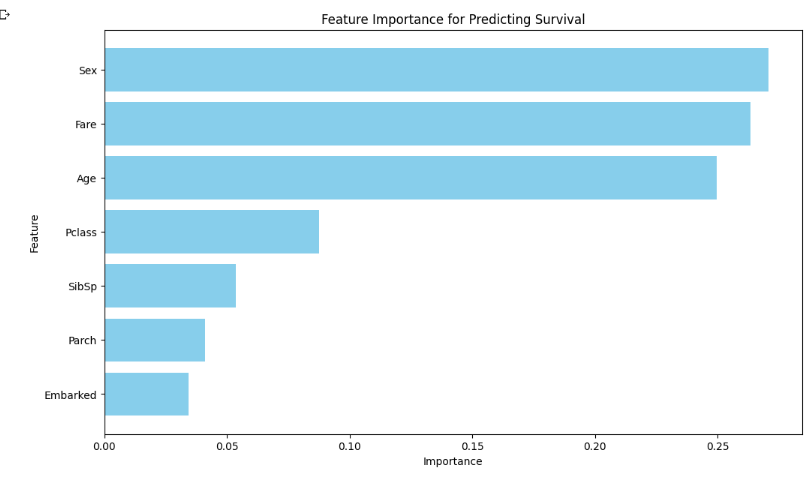 Feature Importance for Predicting Survival
Feature
Sex
Fare
Age
Pclass
SibSp
Parch
Embarked
0.00 0.05 0.10 0.15 0.20 0.25
Importance